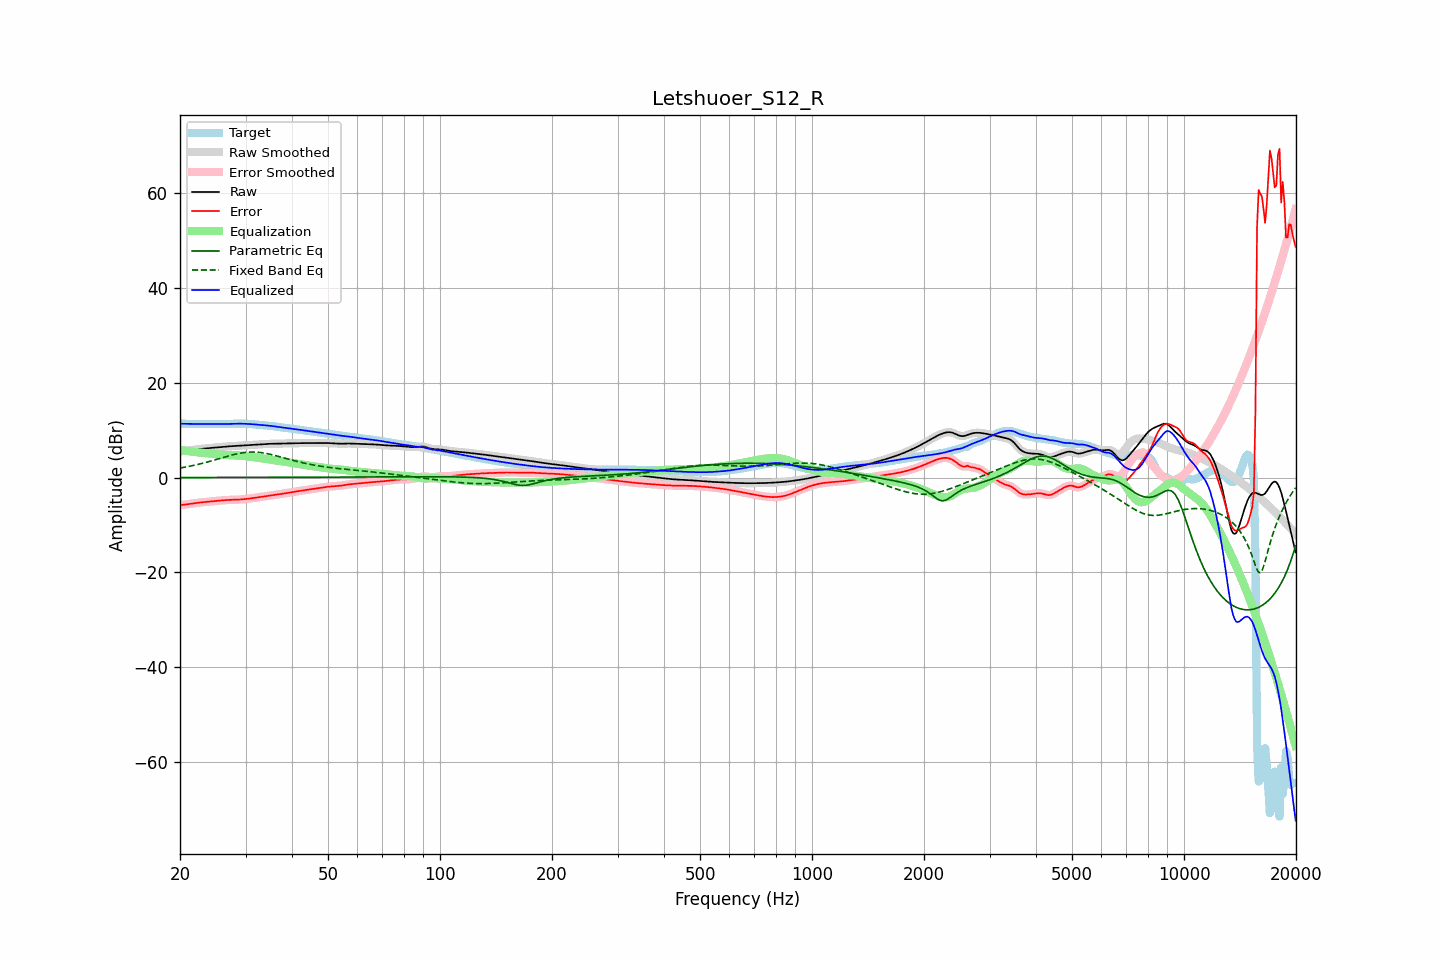 Letshuoer_S12_R
Target
Raw Smoothed
Error Smoothed
Raw
Error
Equalization
Parametric Eq
Fixed Band Eq
Equalized
60
40
20
0
−20
−40
−60
Amplitude (dBr)
20
50
100
200
500
1000
2000
5000
10000
20000
Frequency (Hz)